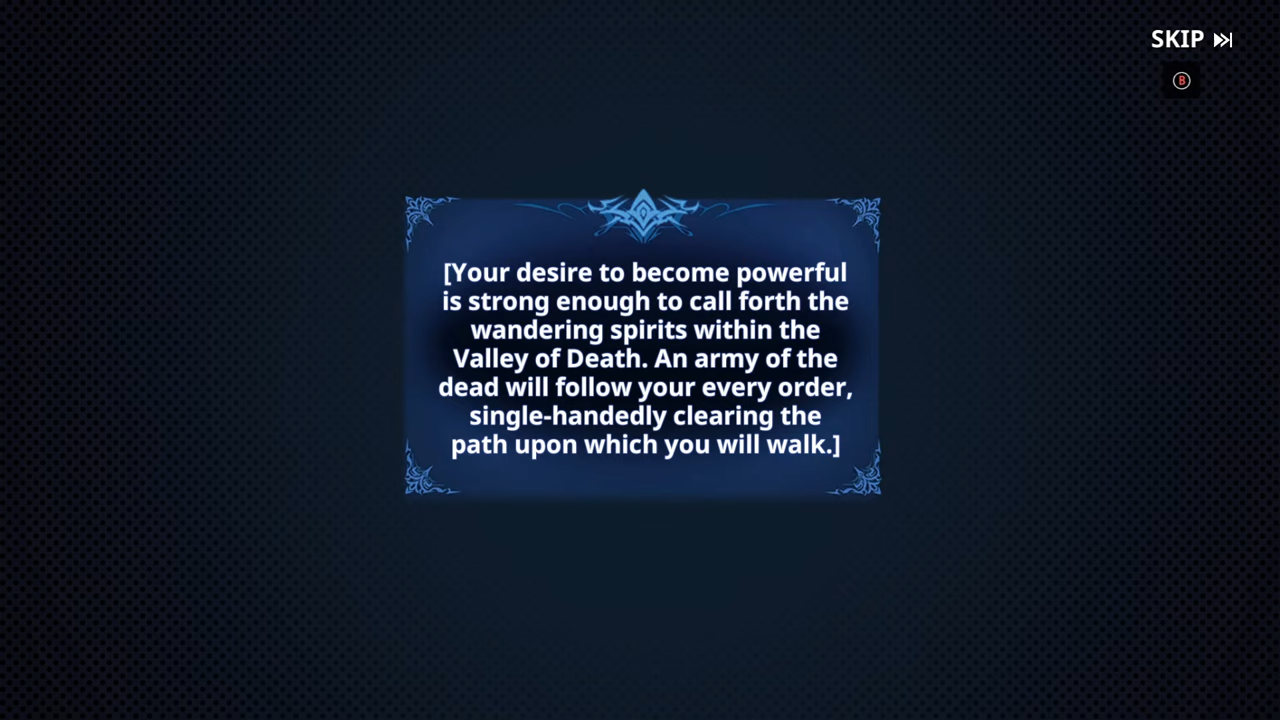 SKIP
B
[Your desire to become powerful
is strong enough to call forth the
wandering spirits within the
Valley of Death. An army of the
dead will follow your every order,
single-handedly clearing the
path upon which you will walk.]